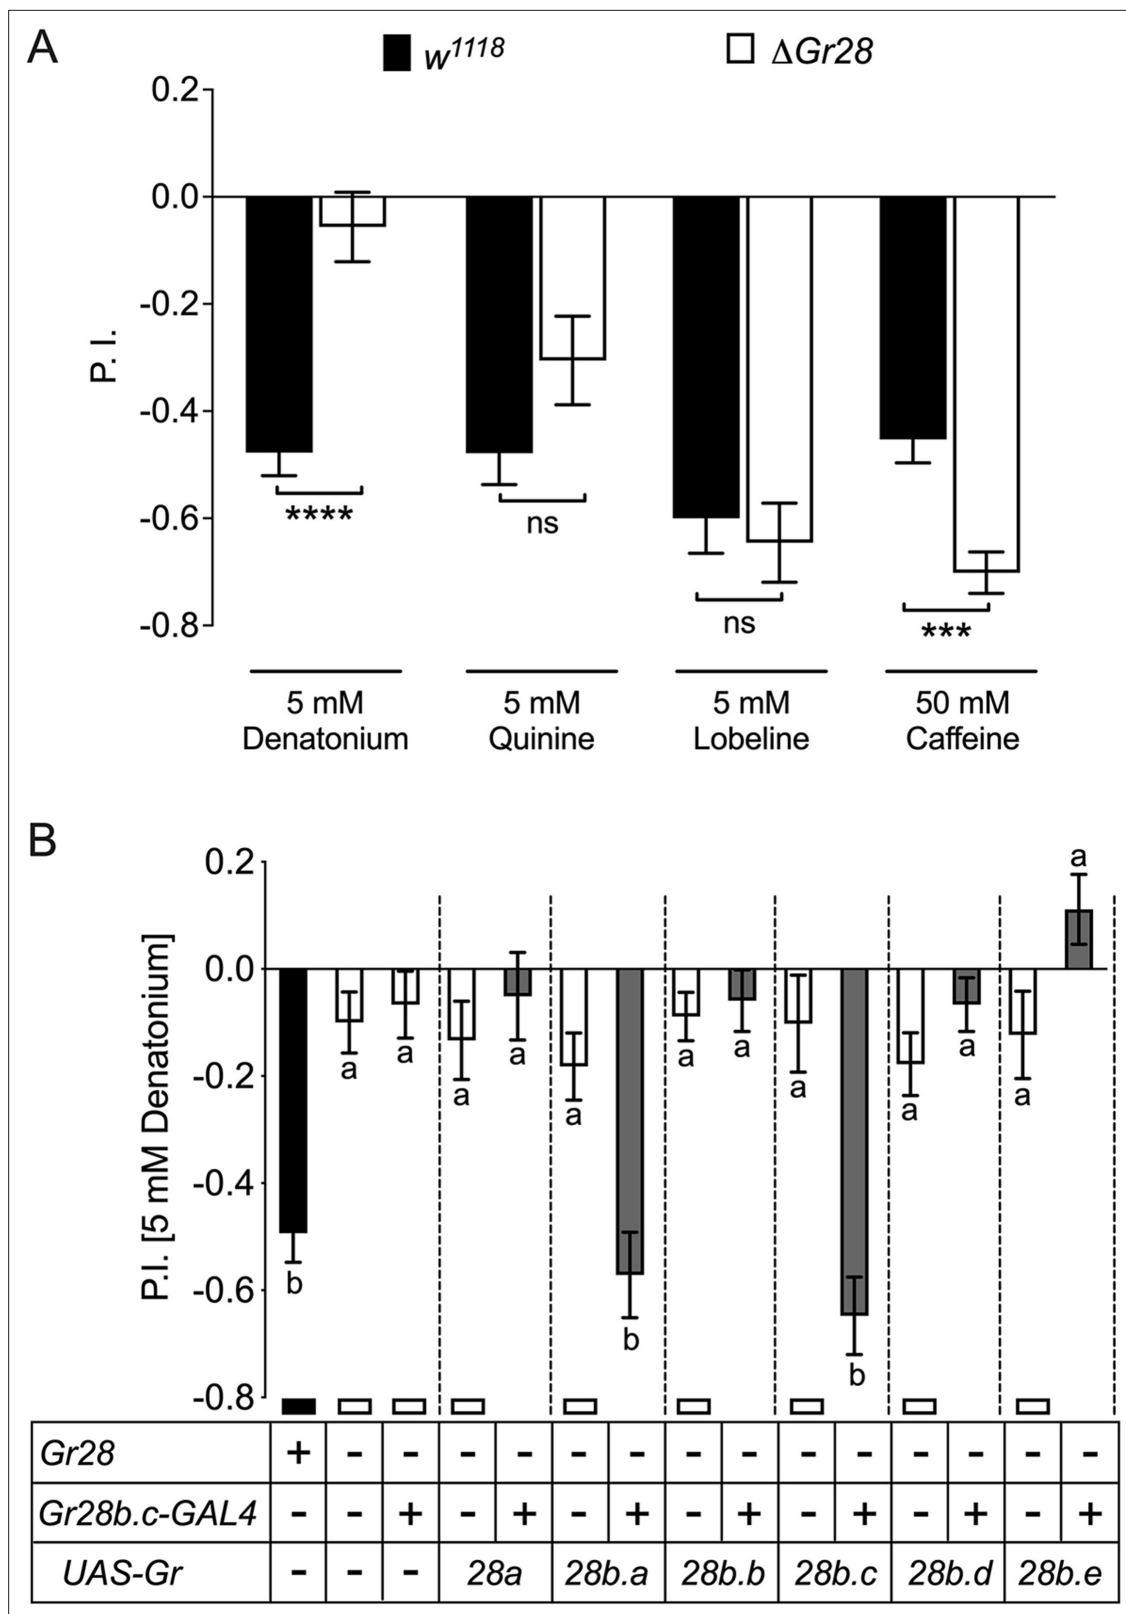 A
w1118 ΔGr28
0.2
0.0
-0.2
-0.4
-0.6
-0.8
P. I.
**** ns ns ***
5 mM 5 mM 5 mM 50 mM
Denatonium Quinine Lobeline Caffeine
B
0.2
0.0
-0.2
-0.4
-0.6
-0.8
P.I. [5 mM Denatonium]
b a a a a a b a a a b a a a a
Gr28 + - - - - - - - - - - - - - -
Gr28b.c-GAL4 - - + - + - + - + - + - + - +
UAS-Gr - - - 28a 28b.a 28b.b 28b.c 28b.d 28b.e